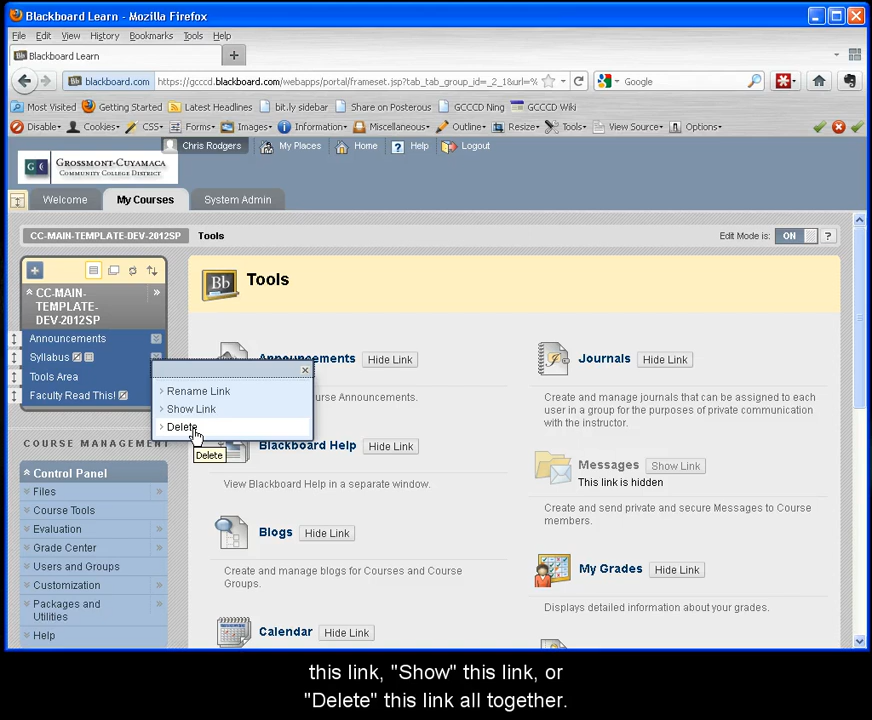 Blackboard Learn - Mozilla Firefox
File Edit View History Bookmarks Tools Help
Blackboard Learn
blackboard.com https://gcccd.blackboard.com/webapps/portal/frameset.jsp?tab_tab_group_id=_2_1&url=% Google
Most Visited Getting Started Latest Headlines bit.ly sidebar Share on Posterous GCCCD Ning GCCCD Wiki
Disable Cookies CSS Forms Images Information Miscellaneous Outline Resize Tools View Source Options
Chris Rodgers My Places Home Help Logout
GROSSMONT-CUYAMACA
COMMUNITY COLLEGE DISTRICT
Welcome My Courses System Admin
CC-MAIN-TEMPLATE-DEV-2012SP Tools Edit Mode is: ON ?
CC-MAIN-
TEMPLATE-
DEV-2012SP
Announcements
Syllabus
Tools Area
Faculty Read This!
Rename Link
Show Link
Delete
Delete
COURSE MANAGEM
Control Panel
Files
Course Tools
Evaluation
Grade Center
Users and Groups
Customization
Packages and
Utilities
Help
Bb Tools
Announcements Hide Link
urse Announcements.
Blackboard Help Hide Link
View Blackboard Help in a separate window.
Blogs Hide Link
Create and manage blogs for Courses and Course
Groups.
Calendar Hide Link
Journals Hide Link
Create and manage journals that can be assigned to each
user in a group for the purposes of private communication
with the instructor.
Messages Show Link
This link is hidden
Create and send private and secure Messages to Course
members.
My Grades Hide Link
Displays detailed information about your grades.
this link, "Show" this link, or
"Delete" this link all together.